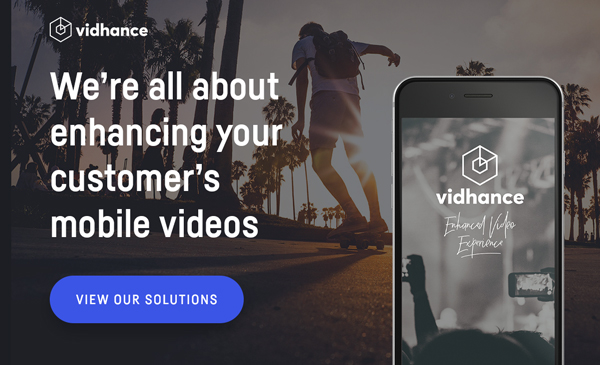 vidhance
We're all about
enhancing your
customer's
mobile videos
VIEW OUR SOLUTIONS
vidhance
Enhanced Video
Experience